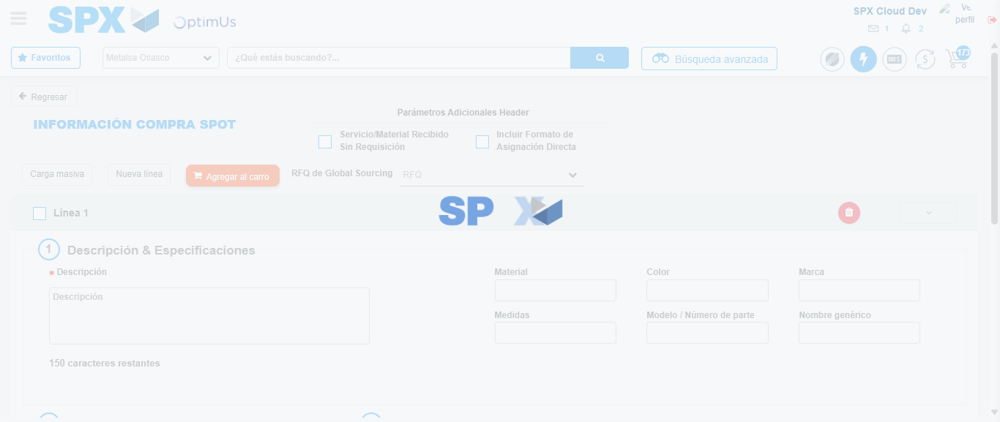 SPX
OptimUs
SPX Cloud Dev
Ve
perfil
1
2
Favoritos
Metalsa Osasco
¿Qué estás buscando?...
Búsqueda avanzada
173
Regresar
INFORMACIÓN COMPRA SPOT
Parámetros Adicionales Header
Servicio/Material Recibido
Sin Requisición
Incluir Formato de
Asignación Directa
Carga masiva
Nueva línea
Agregar al carro
RFQ de Global Sourcing
RFQ
SP X
Linea 1
1
Descripción & Especificaciones
* Descripción
Descripción
150 caracteres restantes
Material
Color
Marca
Medidas
Modelo / Número de parte
Nombre genérico